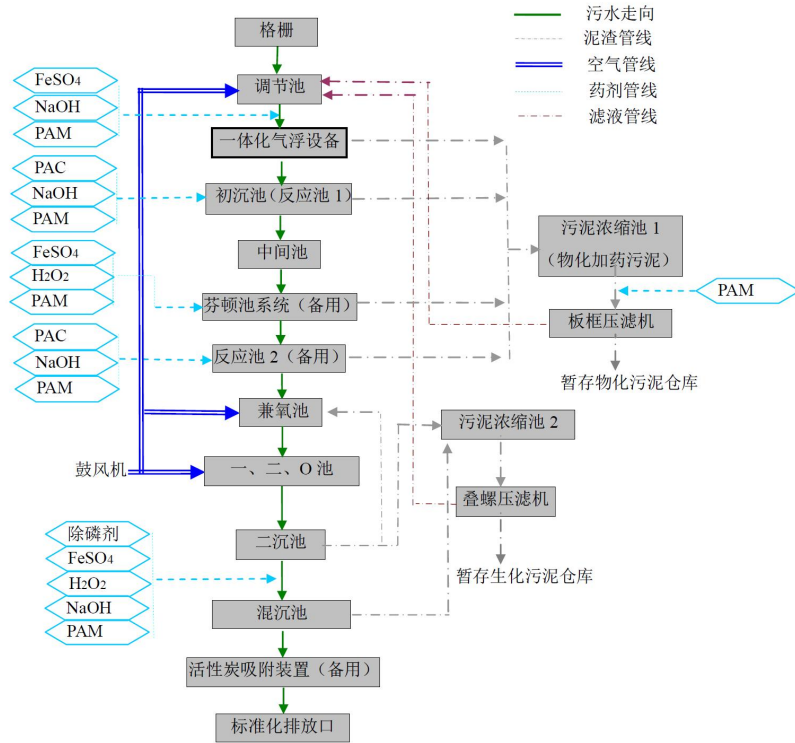 格栅
污水走向
泥渣管线
空气管线
药剂管线
滤液管线
FeSO4
NaOH
PAM
调节池
一体化气浮设备
PAC
NaOH
PAM
初沉池（反应池 1）
中间池
污泥浓缩池 1
（物化加药污泥）
FeSO4
H2O2
PAM
芬顿池系统（备用）
PAM
板框压滤机
PAC
NaOH
PAM
反应池 2（备用）
暂存物化污泥仓库
兼氧池
污泥浓缩池 2
鼓风机
一、二、O 池
叠螺压滤机
除磷剂
FeSO4
H2O2
NaOH
PAM
二沉池
暂存生化污泥仓库
混沉池
活性炭吸附装置（备用）
标准化排放口